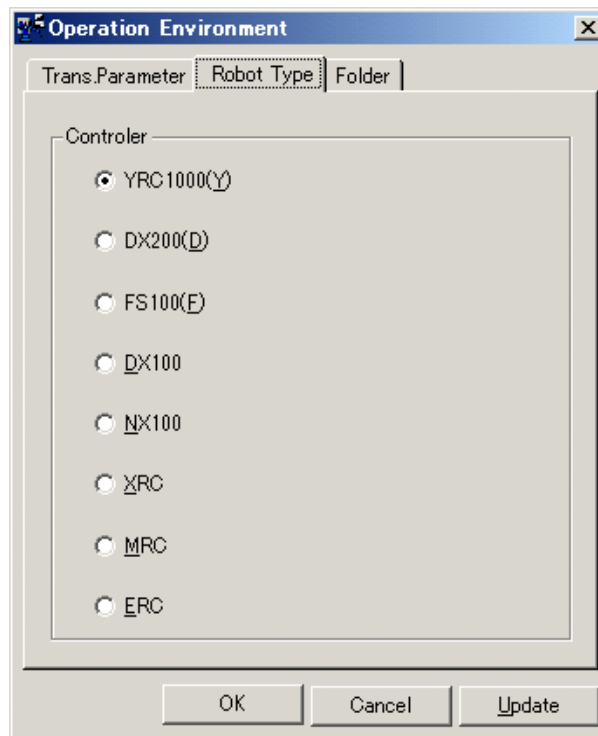 Operation Environment
Trans.Parameter Robot Type Folder
Controler
YRC1000(Y)
DX200(D)
FS100(F)
DX100
NX100
XRC
MRC
ERC
OK Cancel Update